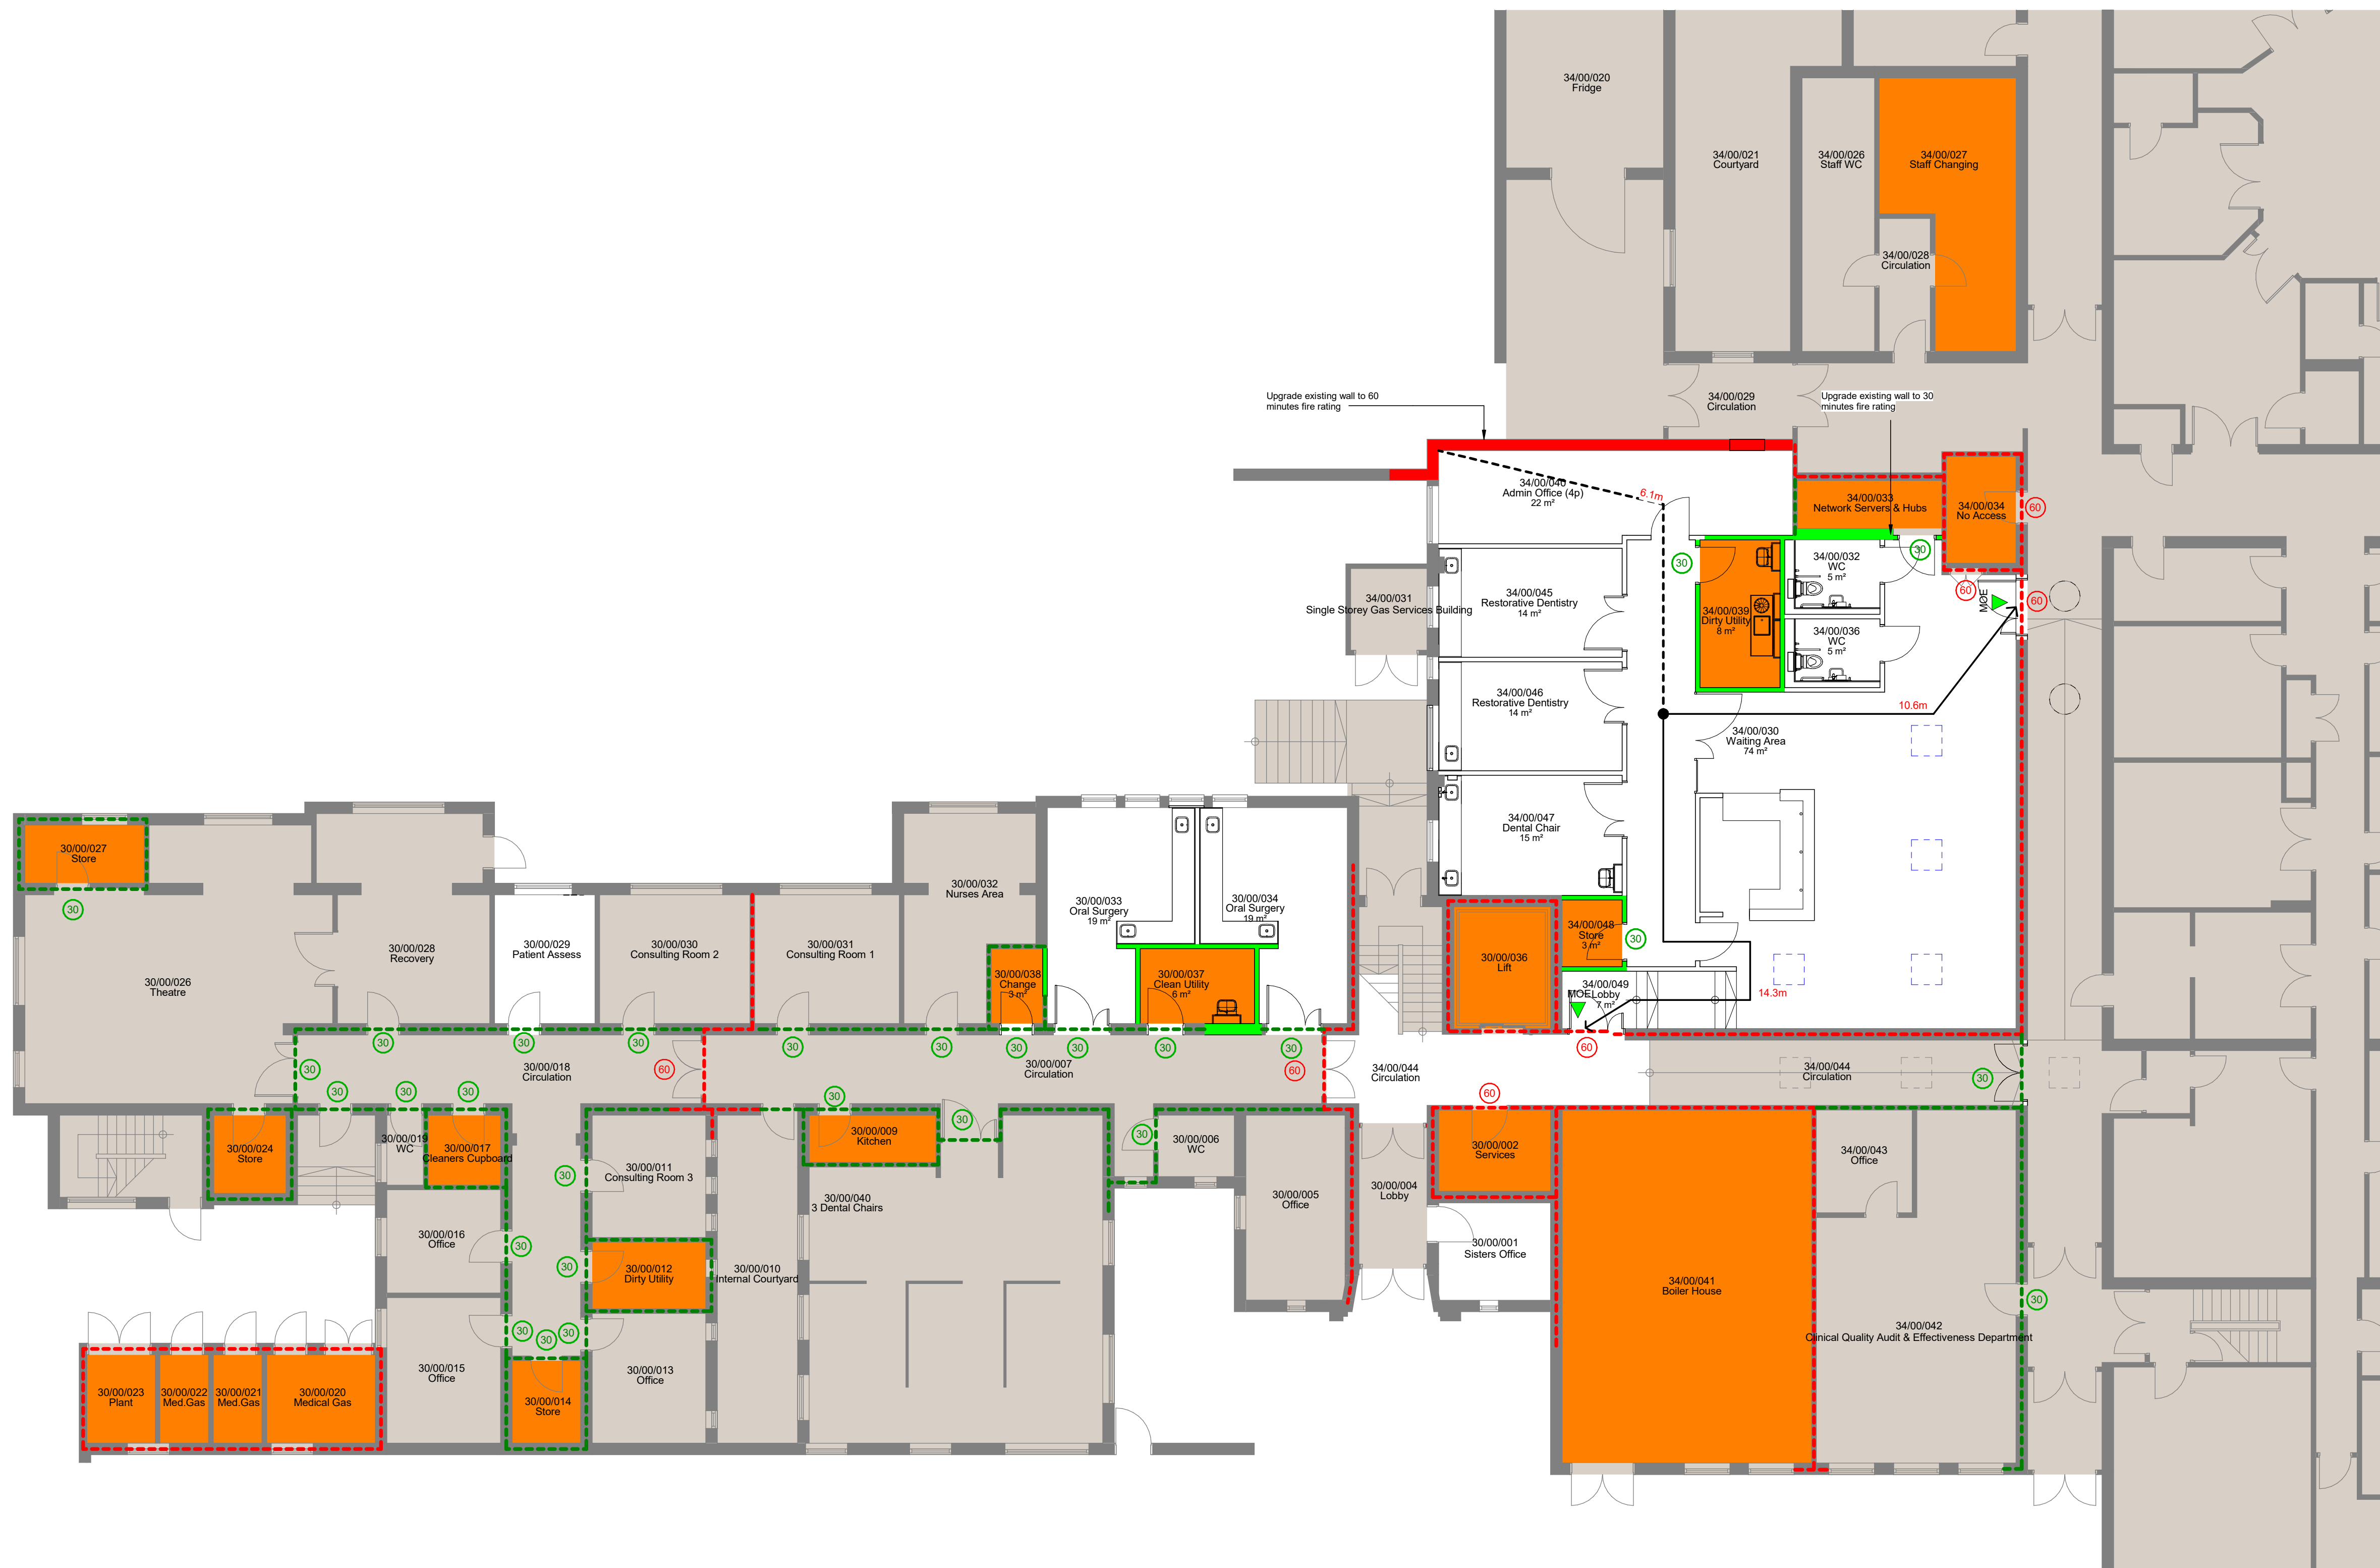 34/00/020
Fridge
34/00/021
Courtyard
34/00/026
Staff WC
34/00/027
Staff Changing
34/00/028
Circulation
Upgrade existing wall to 60
minutes fire rating
34/00/029
Circulation
Upgrade existing wall to 30
minutes fire rating
34/00/040
Admin Office (4p)
22 m²
6.1m
34/00/033
Network Servers & Hubs
34/00/034
No Access
60
30
30
34/00/032
WC
5 m²
60
MOE
60
34/00/031
Single Storey Gas Services Building
34/00/045
Restorative Dentistry
14 m²
34/00/039
Dirty Utility
8 m²
34/00/036
WC
5 m²
34/00/046
Restorative Dentistry
14 m²
10.6m
34/00/030
Waiting Area
74 m²
34/00/047
Dental Chair
15 m²
30/00/027
Store
30
30/00/026
Theatre
30/00/028
Recovery
30/00/029
Patient Assess
30/00/030
Consulting Room 2
30/00/031
Consulting Room 1
30/00/032
Nurses Area
30/00/033
Oral Surgery
19 m²
30/00/034
Oral Surgery
19 m²
30/00/038
Change
3 m²
30/00/037
Clean Utility
6 m²
30/00/036
Lift
34/00/048
Store
3 m²
30
34/00/049
Lobby
7 m²
MOE
14.3m
60
30
30
30
30
30
30
30
30
30
30
30
60
60
30/00/018
Circulation
30/00/007
Circulation
34/00/044
Circulation
34/00/044
Circulation
30
30
30
30
30
30
30
60
30/00/024
Store
30/00/019
WC
30/00/017
Cleaners Cupboard
30
30/00/011
Consulting Room 3
30/00/009
Kitchen
30/00/006
WC
30/00/002
Services
34/00/043
Office
30/00/040
3 Dental Chairs
30/00/005
Office
30/00/004
Lobby
30/00/001
Sisters Office
30/00/016
Office
30
30
30/00/012
Dirty Utility
30/00/010
Internal Courtyard
34/00/041
Boiler House
30
34/00/042
Clinical Quality Audit & Effectiveness Department
30
30
30
30/00/015
Office
30/00/013
Office
30/00/014
Store
30/00/023
Plant
30/00/022
Med.Gas
30/00/021
Med.Gas
30/00/020
Medical Gas